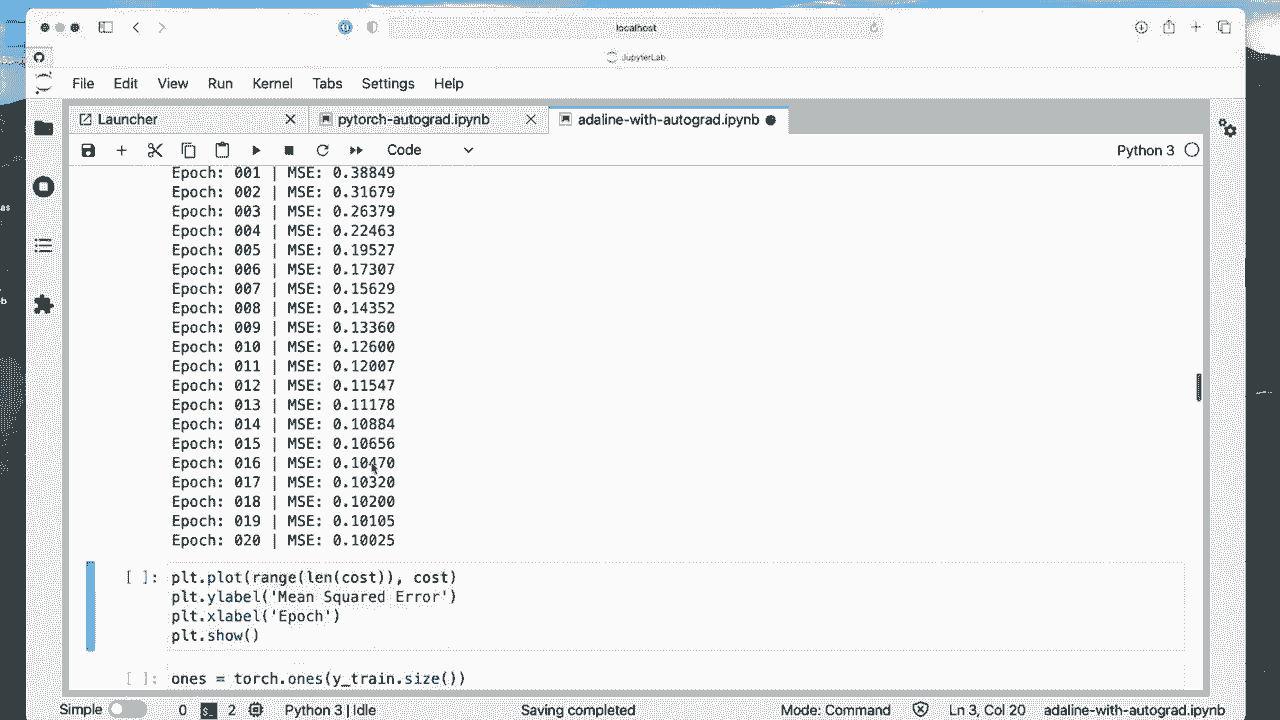 localhost
JupyterLab
File Edit View Run Kernel Tabs Settings Help
Launcher pytorch-autograd.ipynb adaline-with-autograd.ipynb
Code Python 3
Epoch: 001 | MSE: 0.38849
Epoch: 002 | MSE: 0.31679
Epoch: 003 | MSE: 0.26379
Epoch: 004 | MSE: 0.22463
Epoch: 005 | MSE: 0.19527
Epoch: 006 | MSE: 0.17307
Epoch: 007 | MSE: 0.15629
Epoch: 008 | MSE: 0.14352
Epoch: 009 | MSE: 0.13360
Epoch: 010 | MSE: 0.12600
Epoch: 011 | MSE: 0.12007
Epoch: 012 | MSE: 0.11547
Epoch: 013 | MSE: 0.11178
Epoch: 014 | MSE: 0.10884
Epoch: 015 | MSE: 0.10656
Epoch: 016 | MSE: 0.10470
Epoch: 017 | MSE: 0.10320
Epoch: 018 | MSE: 0.10200
Epoch: 019 | MSE: 0.10105
Epoch: 020 | MSE: 0.10025
[ ]: plt.plot(range(len(cost)), cost)
plt.ylabel('Mean Squared Error')
plt.xlabel('Epoch')
plt.show()
[ ]: ones = torch.ones(y_train.size())
Simple 0 2 Python 3 | Idle Saving completed Mode: Command Ln 3, Col 20 adaline-with-autograd.ipynb